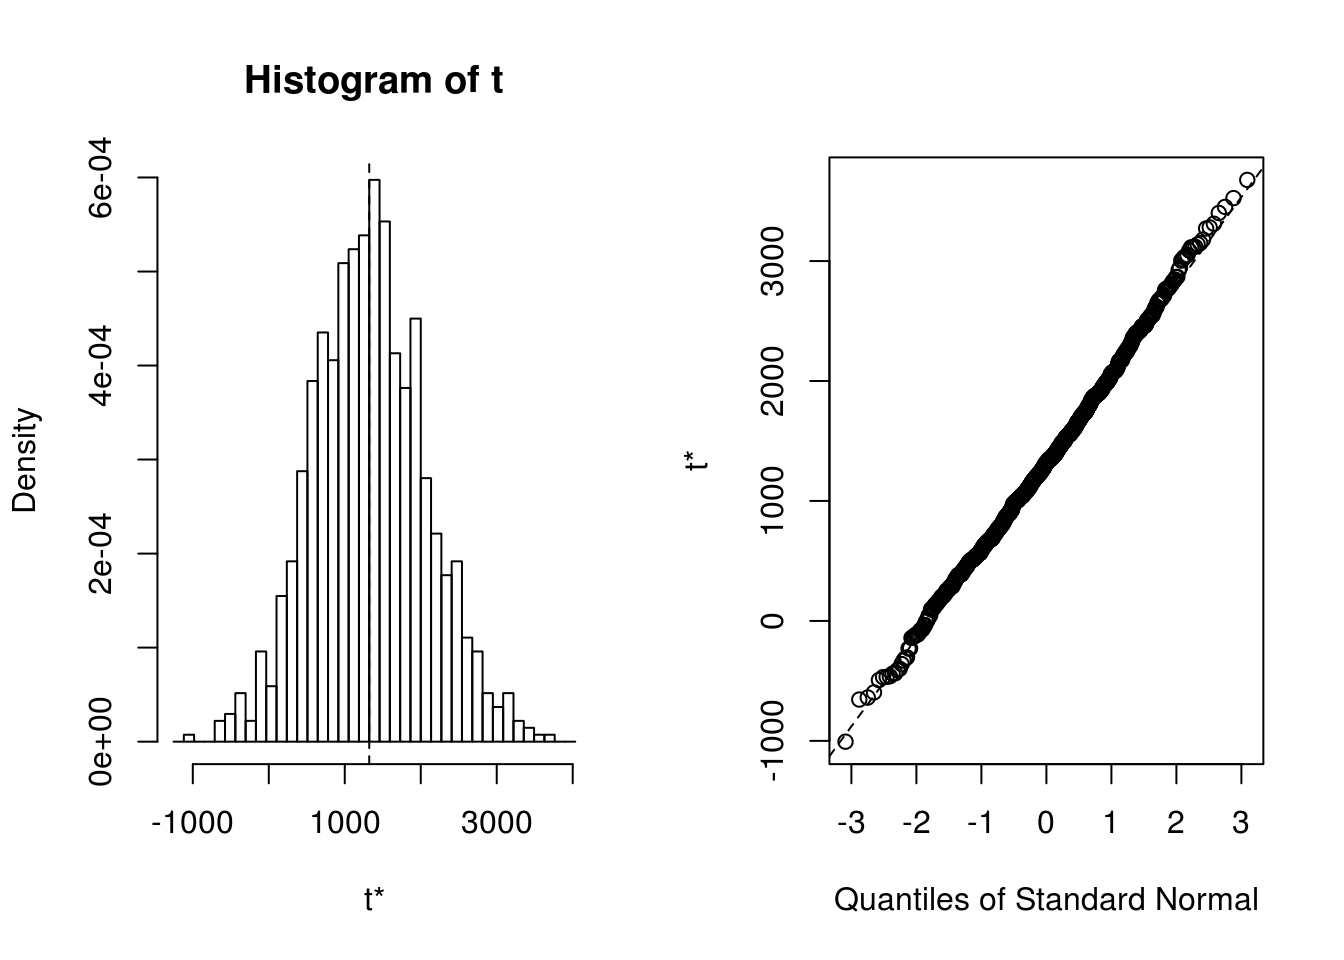 Histogram of t
Density
0e+00
2e-04
4e-04
6e-04
-1000
1000
3000
t*
t*
-1000
0
1000
2000
3000
-3
-2
-1
0
1
2
3
Quantiles of Standard Normal